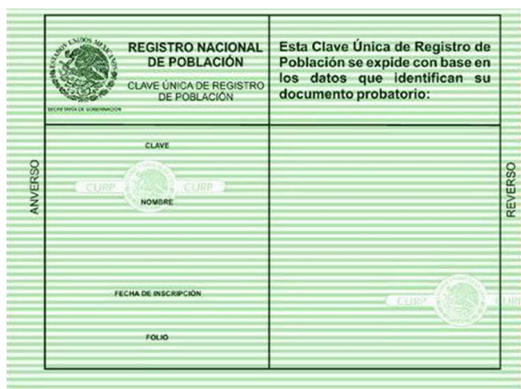 ESTADOS UNIDOS MEXICANOS
SECRETARÍA DE GOBERNACIÓN
REGISTRO NACIONAL
DE POBLACIÓN
CLAVE ÚNICA DE REGISTRO
DE POBLACIÓN
Esta Clave Única de Registro de
Población se expide con base en
los datos que identifican su
documento probatorio:
ANVERSO
CLAVE
CURP CURP
NOMBRE
FECHA DE INSCRIPCIÓN
FOLIO
REVERSO
CURP CURP